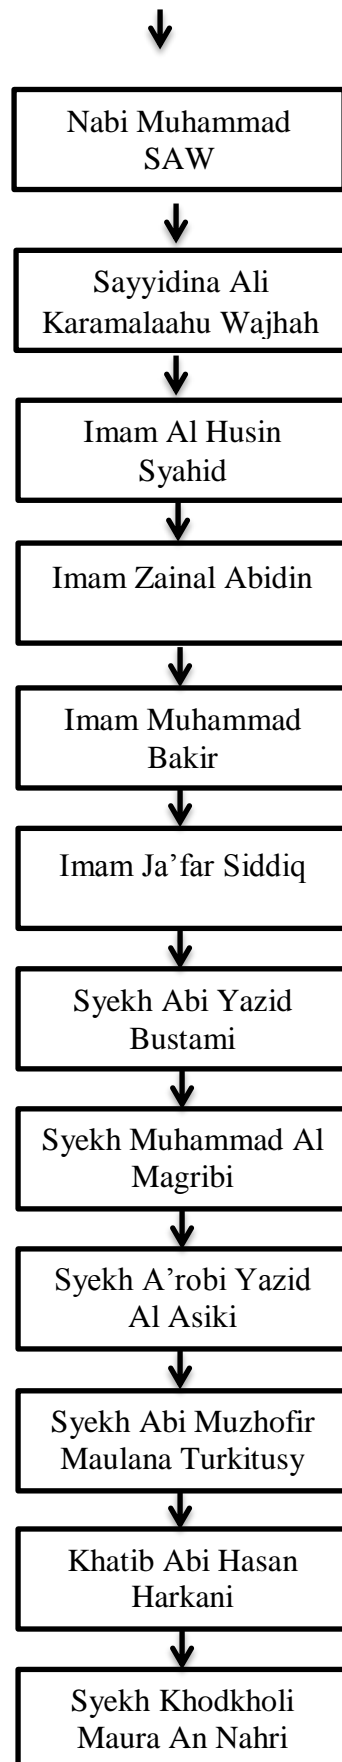 Nabi Muhammad
SAW
Sayyidina Ali
Karamalaahu Wajhah
Imam Al Husin
Syahid
Imam Zainal Abidin
Imam Muhammad
Bakir
Imam Ja’far Siddiq
Syekh Abi Yazid
Bustami
Syekh Muhammad Al
Magribi
Syekh A’robi Yazid
Al Asiki
Syekh Abi Muzhofir
Maulana Turkitusy
Khatib Abi Hasan
Harkani
Syekh Khodkholi
Maura An Nahri